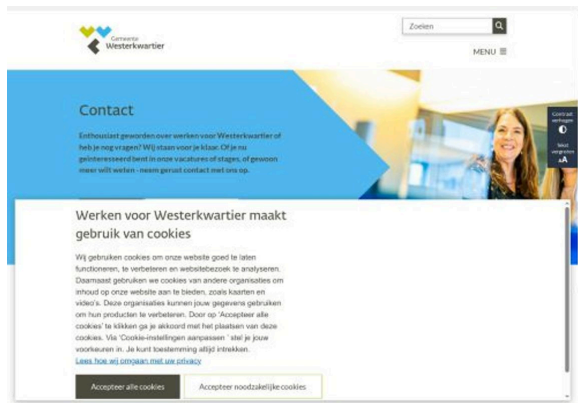 Gemeente
Westerkwartier
Zoeken
MENU
Contact
Enthousiast geworden over werken voor Westerkwartier of
heb je nog vragen? Wij staan voor je klaar. Of je nu
geïnteresseerd bent in onze vacatures of stages, of gewoon
meer wilt weten - neem gerust contact met ons op.
Contrast
verhogen
Tekst
vergroten
AA
Werken voor Westerkwartier maakt
gebruik van cookies
Wij gebruiken cookies om onze website goed te laten
functioneren, te verbeteren en websitebezoek te analyseren.
Daarnaast gebruiken we cookies van andere organisaties om
inhoud op onze website aan te bieden, zoals kaarten en
video's. Deze organisaties kunnen jouw gegevens gebruiken
om hun producten te verbeteren. Door op 'Accepteer alle
cookies' te klikken ga je akkoord met het plaatsen van deze
cookies. Via 'Cookie-instellingen aanpassen ' stel je jouw
voorkeuren in. Je kunt toestemming altijd intrekken.
Lees hoe wij omgaan met uw privacy
Accepteer alle cookies
Accepteer noodzakelijke cookies